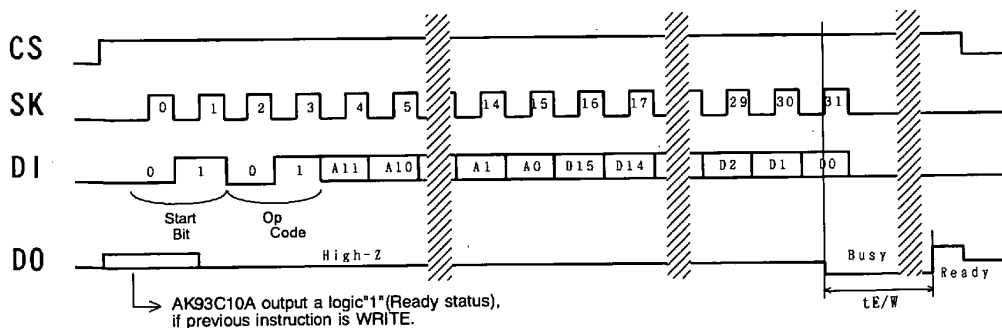 CS
SK
0 1 2 3 4 5 14 15 16 17 29 30 31
DI
0 1 0 1 A11 A10 A1 A0 D15 D14 D2 D1 D0
Start
Bit
Op
Code
DO
High-Z
Busy
Ready
tE/W
AK93C10A output a logic"1"(Ready status),
if previous instruction is WRITE.